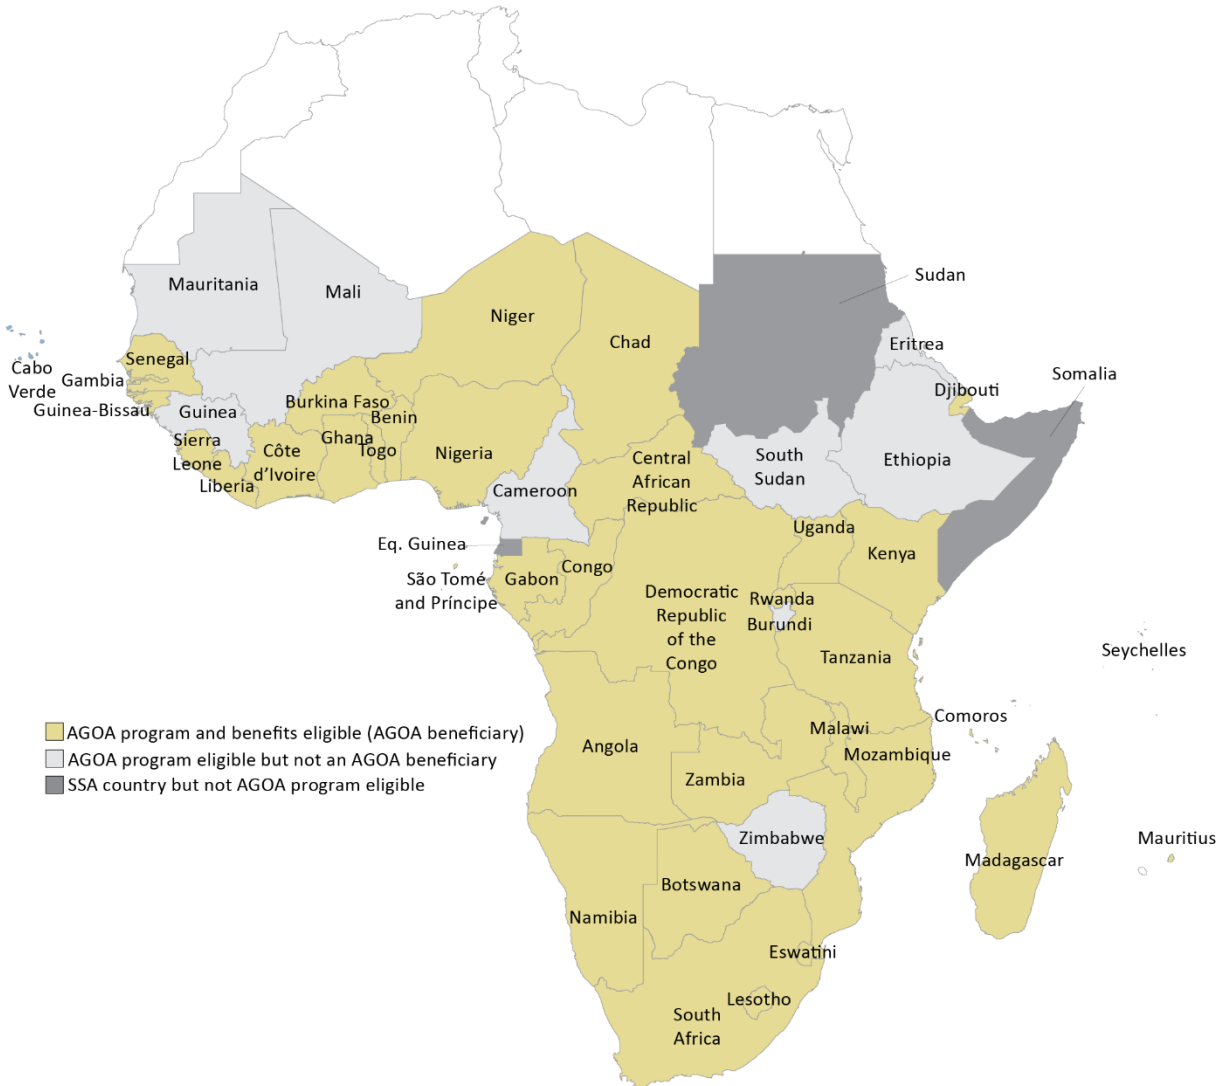 Sudan
Mauritania
Mali
Niger
Chad
Eritrea
Senegal
Cabo
Verde
Gambia
Guinea-Bissau
Guinea
Burkina Faso
Benin
Djibouti
Somalia
Sierra
Leone
Liberia
Côte
d’Ivoire
Ghana
Togo
Nigeria
Central
African
Republic
South
Sudan
Ethiopia
Cameroon
Eq. Guinea
São Tomé
and Príncipe
Gabon
Congo
Uganda
Kenya
Democratic
Republic
of the
Congo
Rwanda
Burundi
Tanzania
Seychelles
Comoros
AGOA program and benefits eligible (AGOA beneficiary)
AGOA program eligible but not an AGOA beneficiary
SSA country but not AGOA program eligible
Angola
Malawi
Mozambique
Zambia
Zimbabwe
Mauritius
Madagascar
Botswana
Namibia
Eswatini
Lesotho
South
Africa